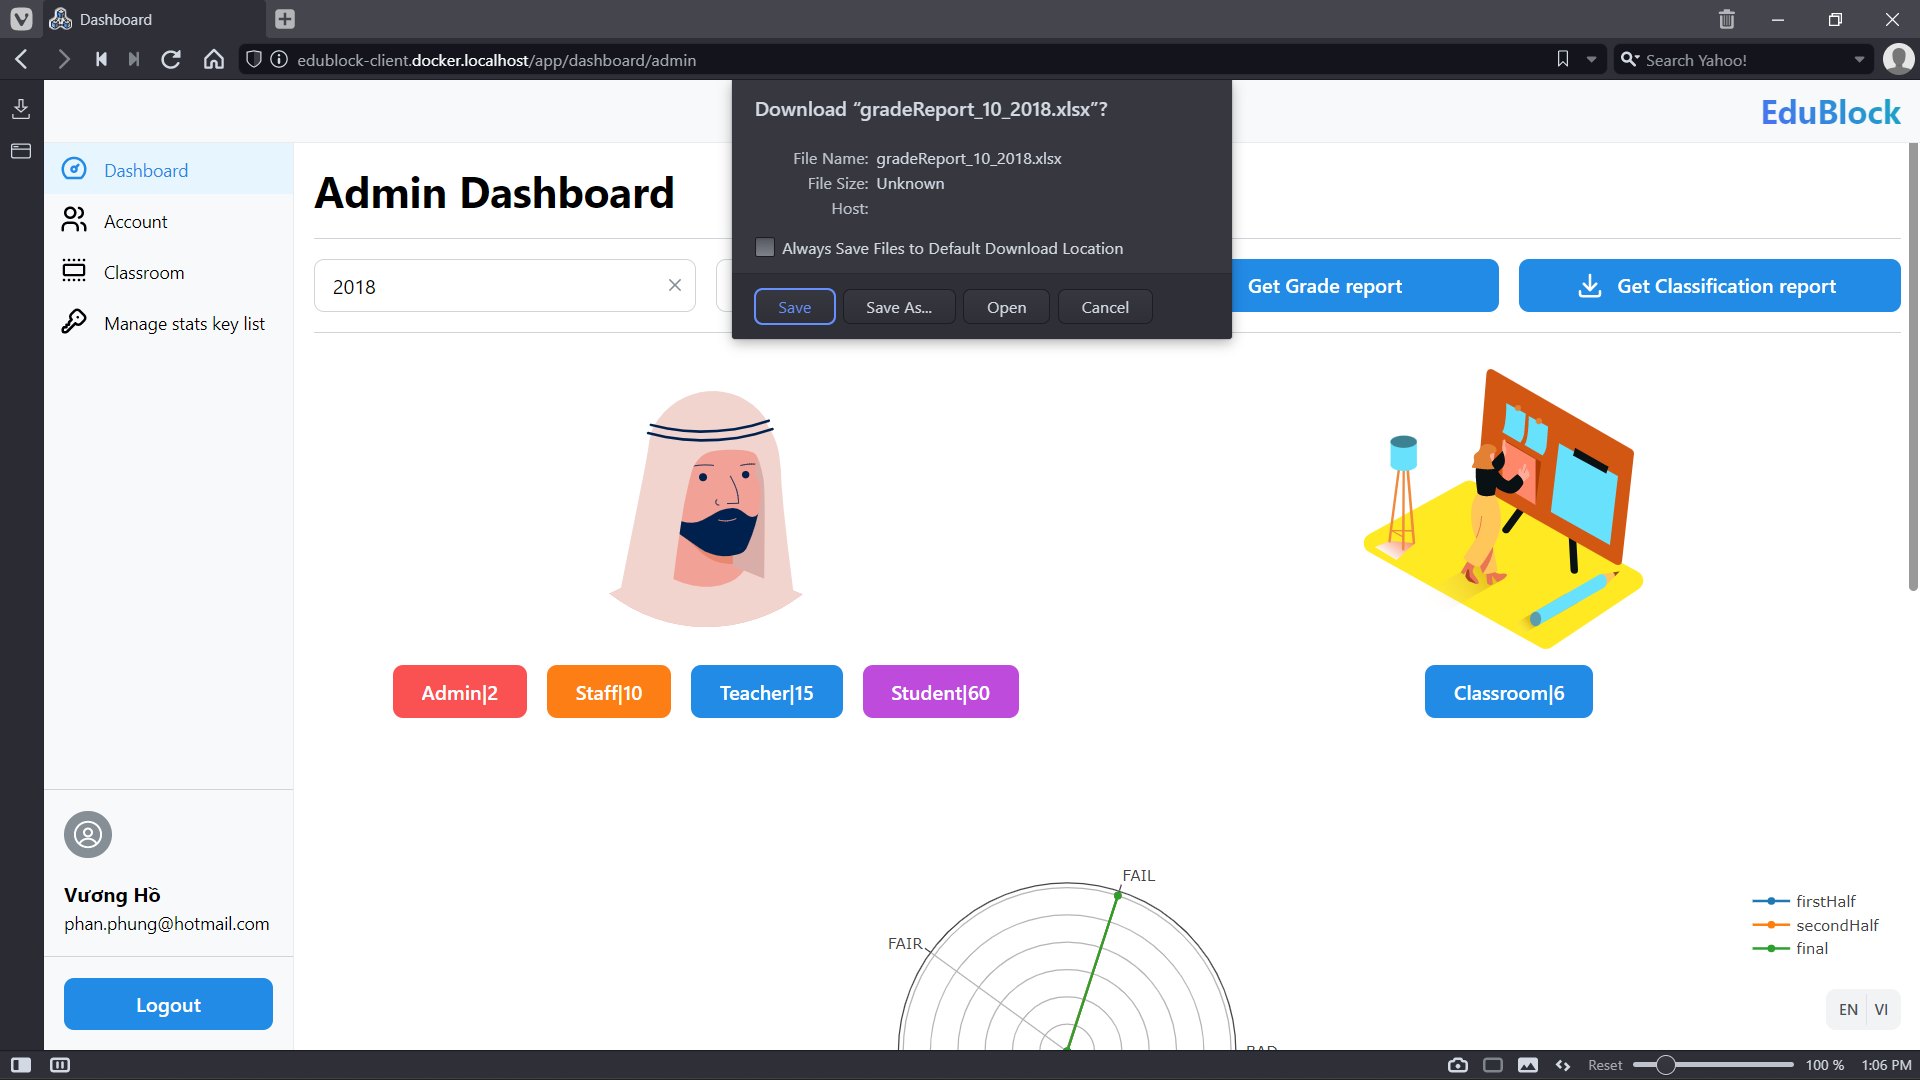 Dashboard
edublock-client.docker.localhost/app/dashboard/admin
Search Yahoo!
Download “gradeReport_10_2018.xlsx”?
File Name: gradeReport_10_2018.xlsx
File Size: Unknown
Host:
Always Save Files to Default Download Location
Save
Save As...
Open
Cancel
EduBlock
Dashboard
Account
Classroom
Manage stats key list
Admin Dashboard
2018
Get Grade report
Get Classification report
Admin|2
Staff|10
Teacher|15
Student|60
Classroom|6
FAIL
FAIR
BAD
firstHalf
secondHalf
final
Vương Hồ
phan.phung@hotmail.com
Logout
EN
VI
Reset
100 %
1:06 PM